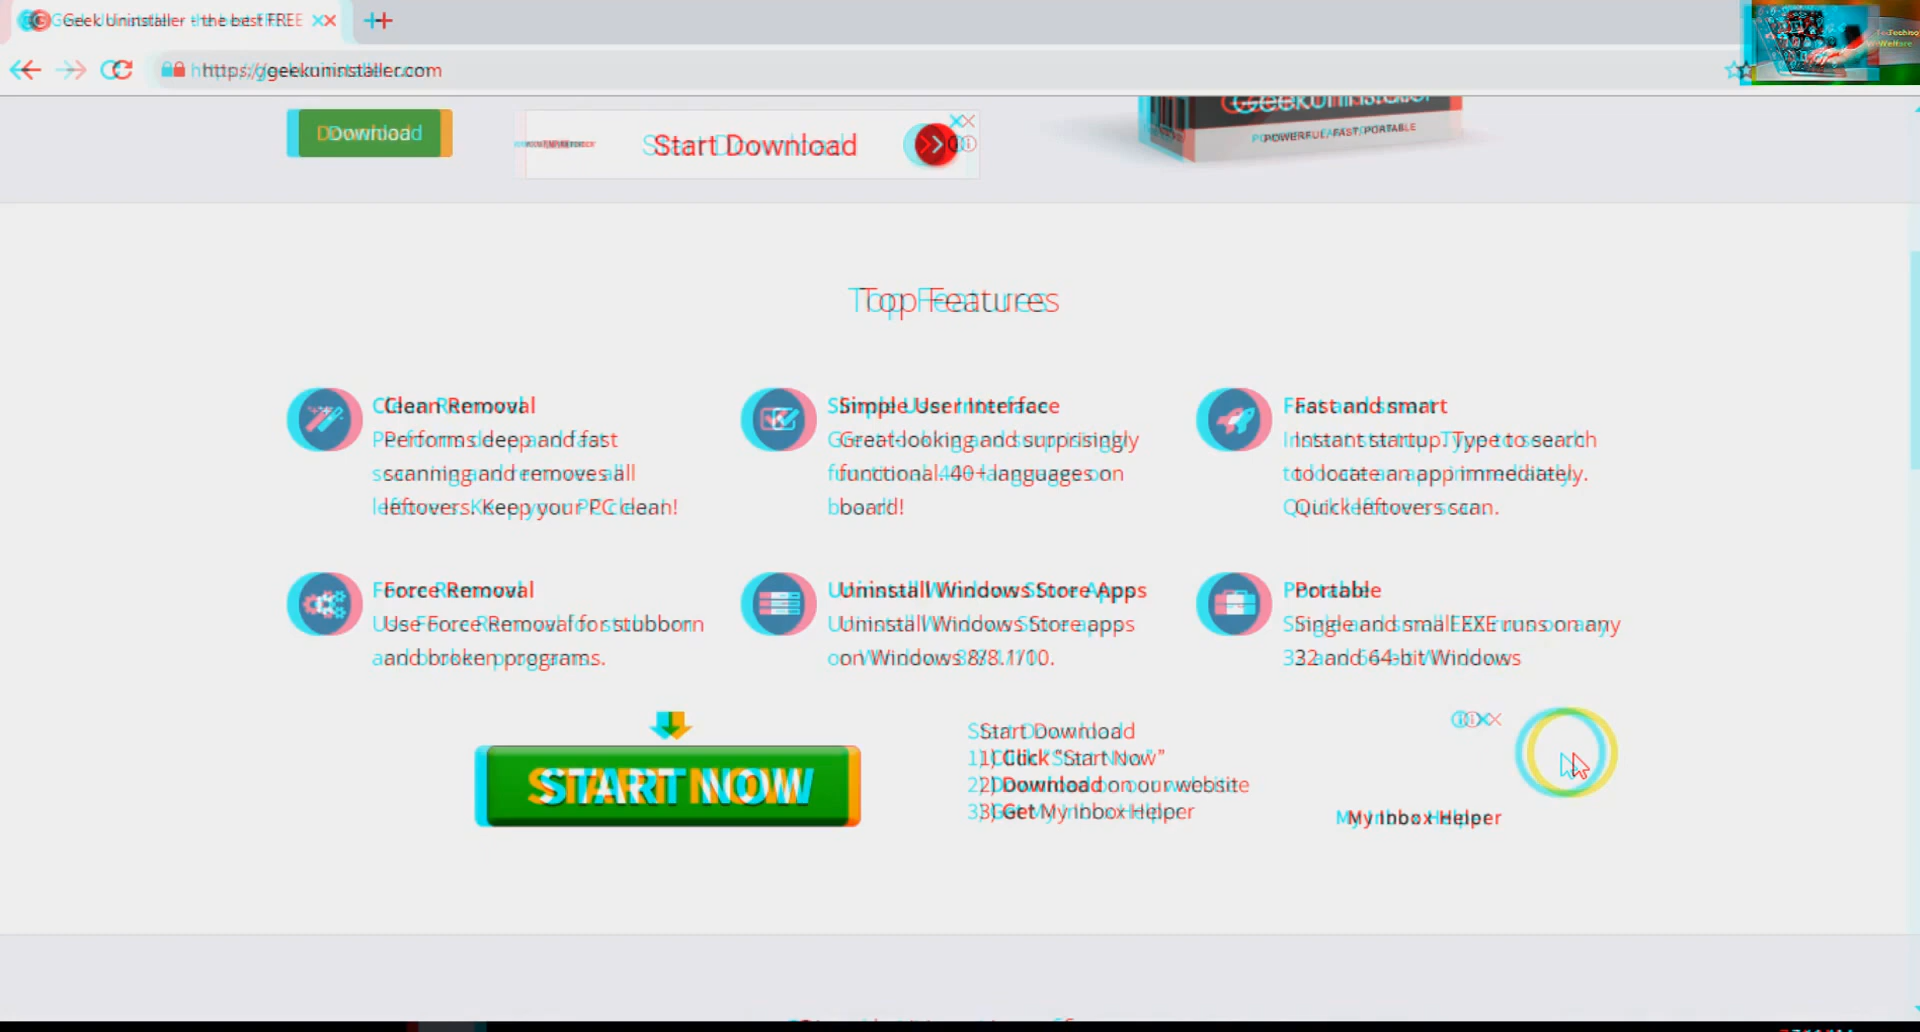 Geek Uninstaller - the best FREE
https://geekuninstaller.com
Techno
Welfare
Download
Start Download
GeekUninstaller
POWERFUL, FAST, PORTABLE
Top Features
Clean Removal
Performs deep and fast
scanning and removes all
leftovers. Keep your PC clean!
Simple User Interface
Great-looking and surprisingly
functional. 40+ languages on
board!
Fast and smart
Instant startup. Type to search
to locate an app immediately.
Quick leftovers scan.
Force Removal
Use Force Removal for stubborn
and broken programs.
Uninstall Windows Store Apps
Uninstall Windows Store apps
on Windows 8/8.1/10.
Portable
Single and small EXE runs on any
32 and 64-bit Windows
START NOW
Start Download
1) Click "Start Now"
2) Download on our website
3) Get My Inbox Helper
My Inbox Helper